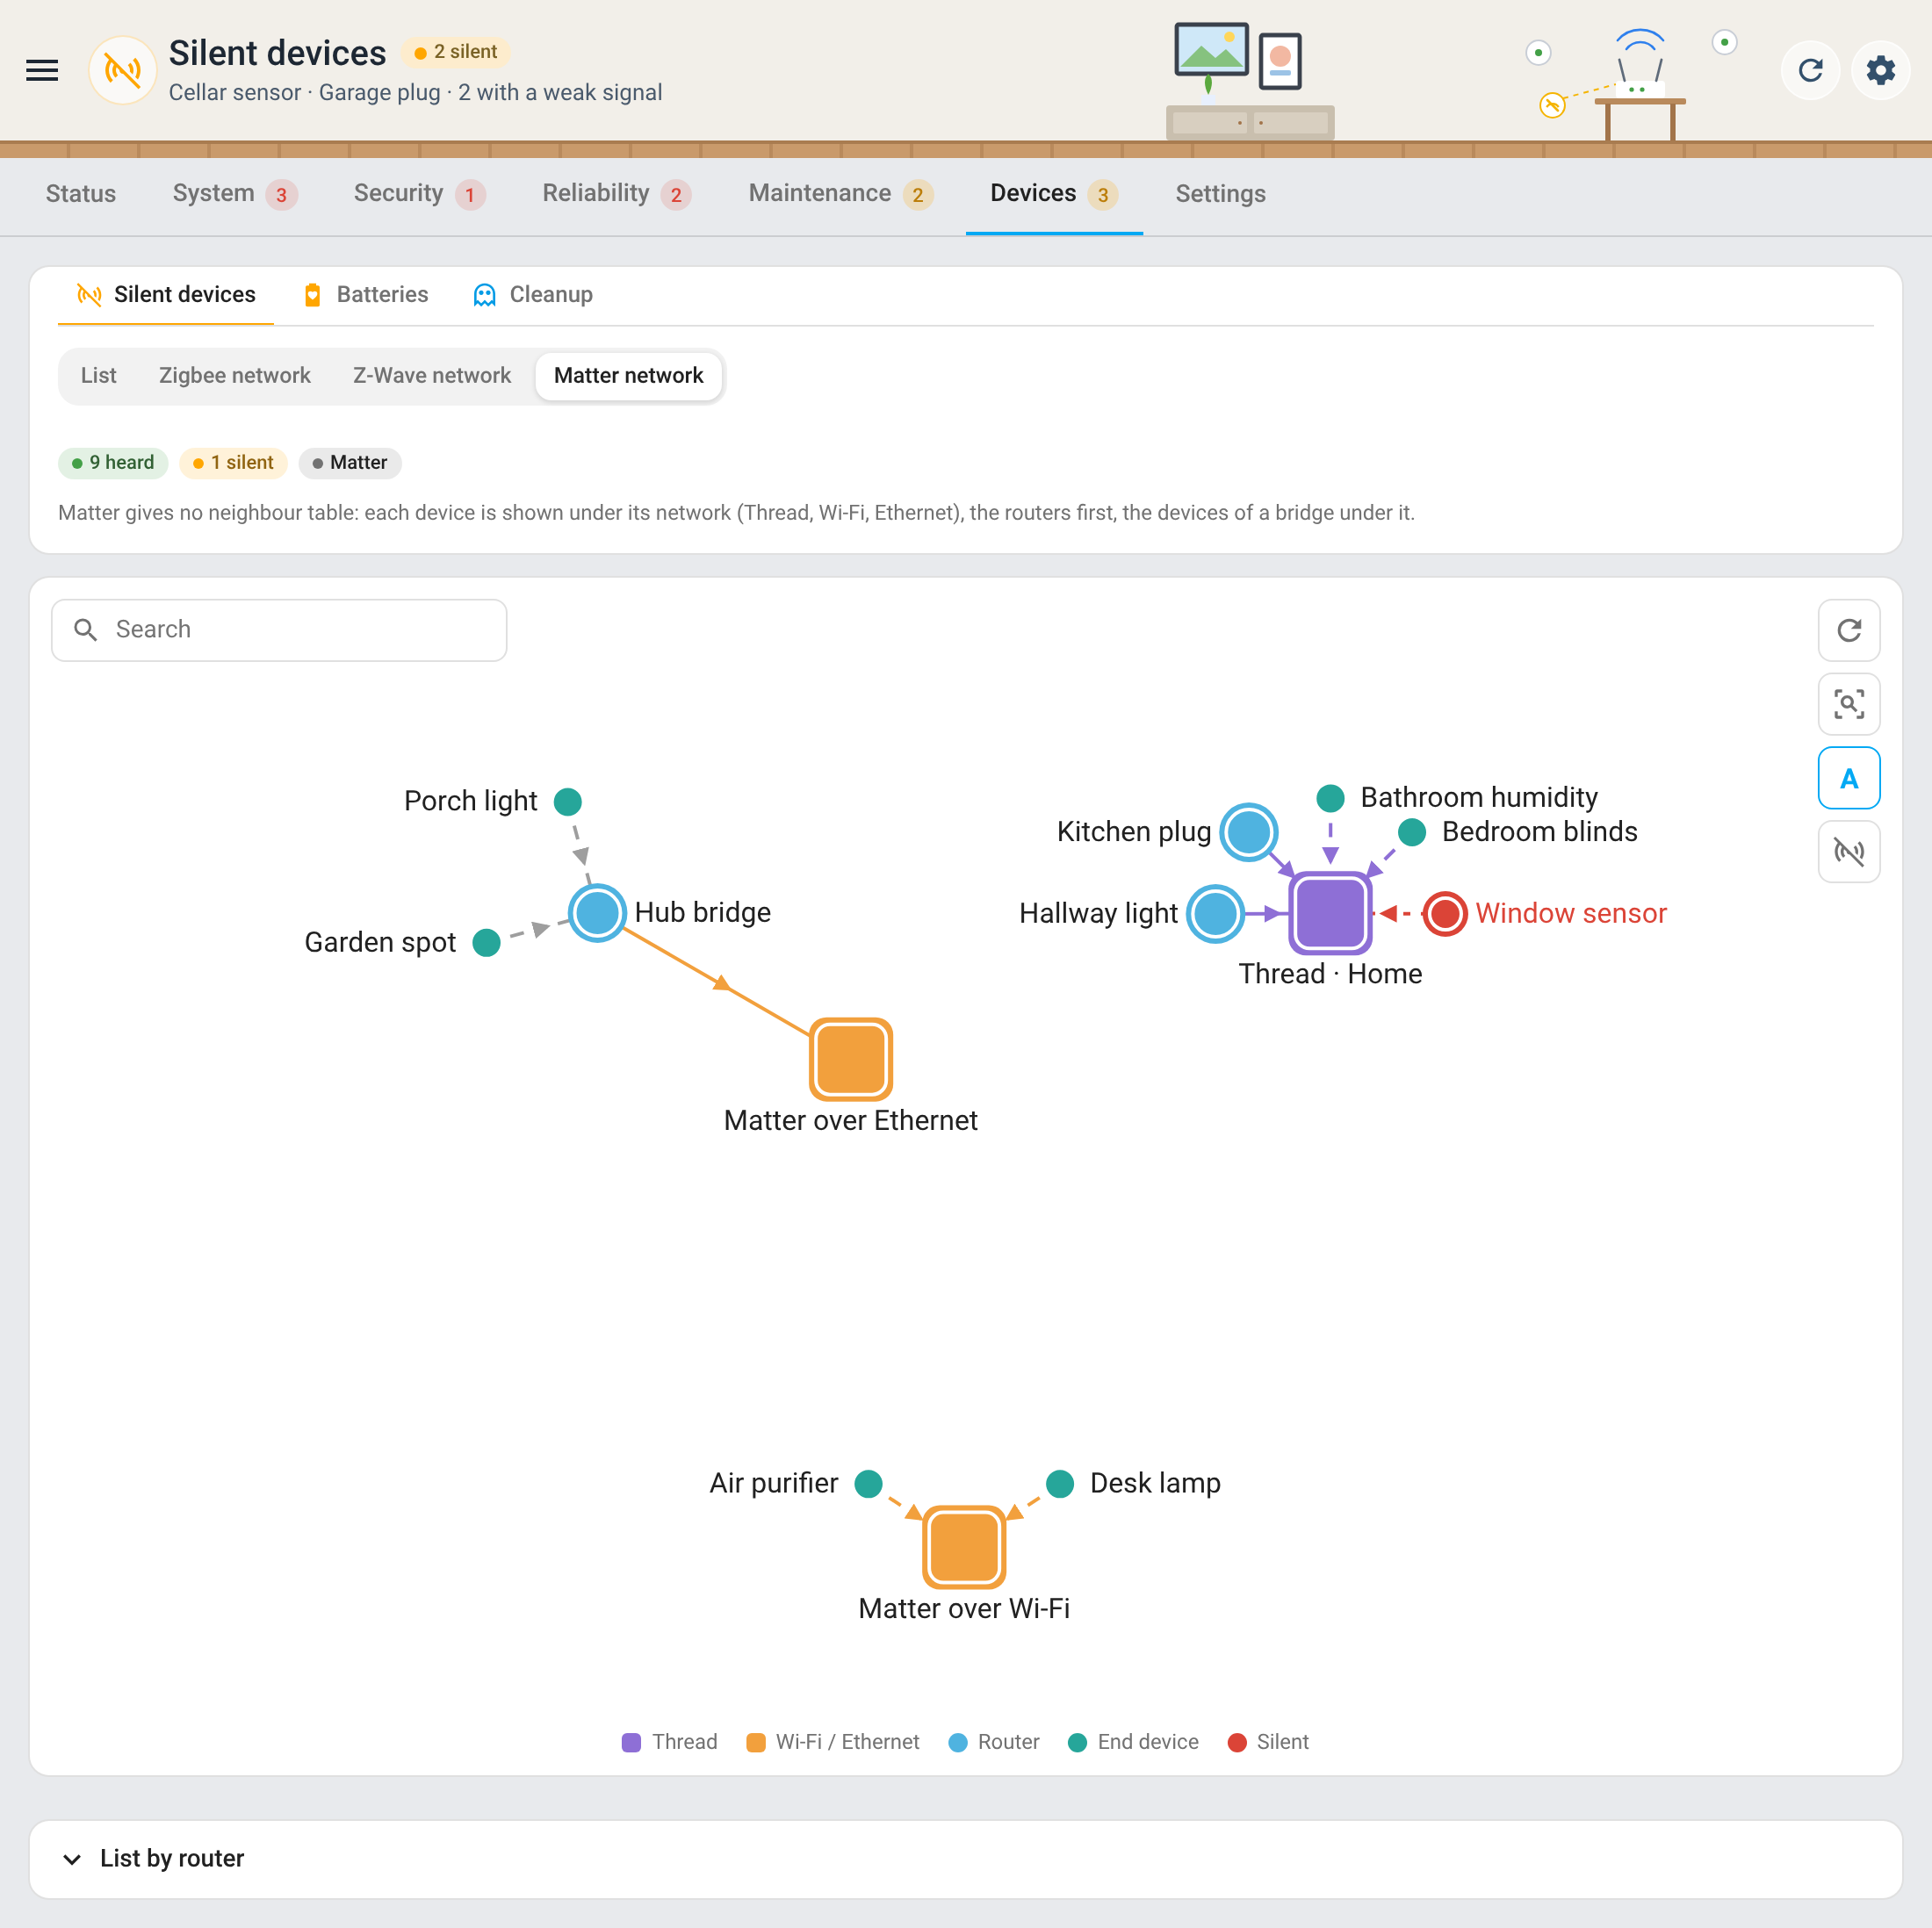 Silent devices
2 silent
Cellar sensor · Garage plug · 2 with a weak signal
Status
System 3
Security 1
Reliability 2
Maintenance 2
Devices 3
Settings
Silent devices
Batteries
Cleanup
List
Zigbee network
Z-Wave network
Matter network
9 heard
1 silent
Matter
Matter gives no neighbour table: each device is shown under its network (Thread, Wi-Fi, Ethernet), the routers first, the devices of a bridge under it.
Search
A
Porch light
Hub bridge
Garden spot
Matter over Ethernet
Bathroom humidity
Kitchen plug
Bedroom blinds
Hallway light
Window sensor
Thread · Home
Air purifier
Desk lamp
Matter over Wi-Fi
Thread
Wi-Fi / Ethernet
Router
End device
Silent
List by router